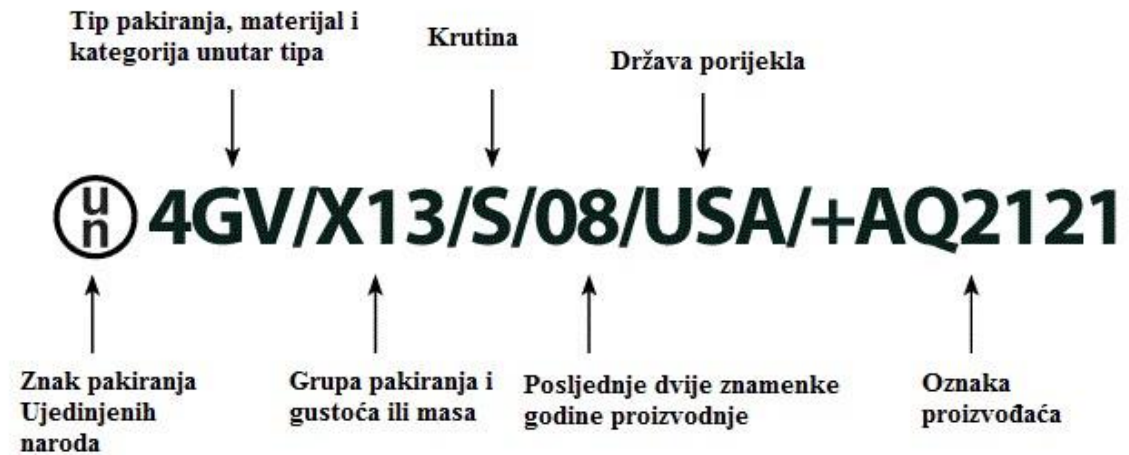 Tip pakiranja, materijal i
kategorija unutar tipa
Krutina
Država porijekla
un 4GV/X13/S/08/USA/+AQ2121
Znak pakiranja
Ujedinjenih
naroda
Grupa pakiranja i
gustoća ili masa
Posljednje dvije znamenke
godine proizvodnje
Oznaka
proizvođaća